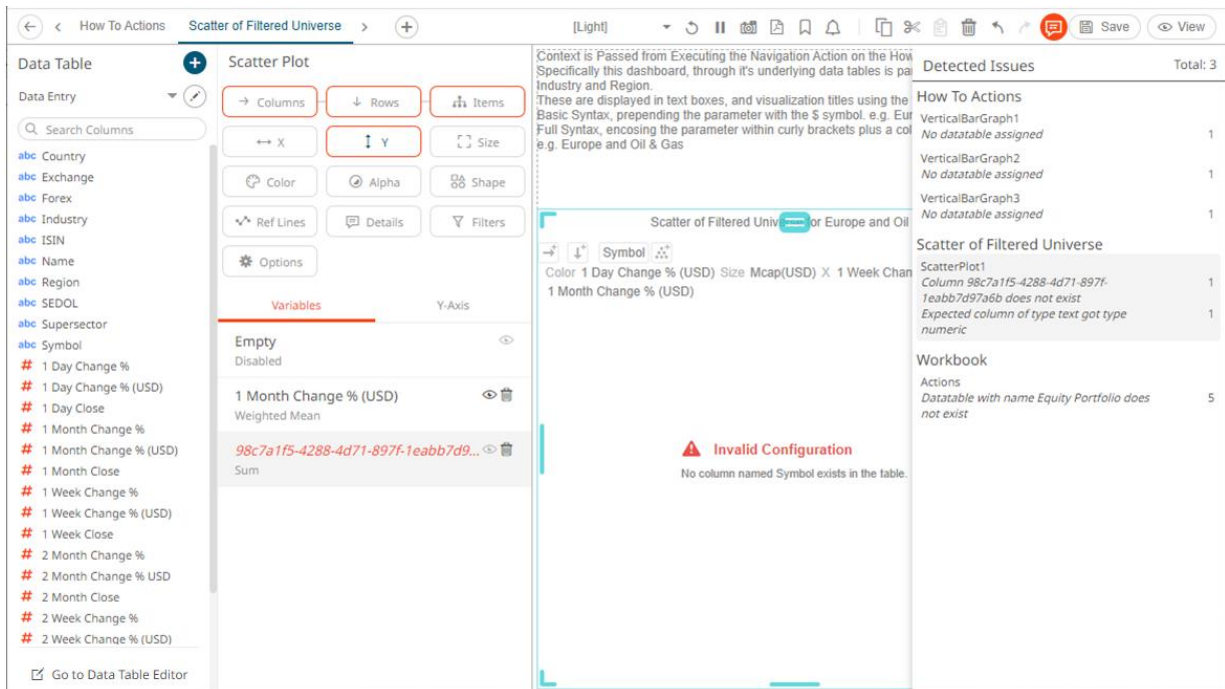 How To Actions
Scatter of Filtered Universe
[Light]
Save
View
Data Table
Data Entry
Search Columns
abc Country
abc Exchange
abc Forex
abc Industry
abc ISIN
abc Name
abc Region
abc SEDOL
abc Supersector
abc Symbol
# 1 Day Change %
# 1 Day Change % (USD)
# 1 Day Close
# 1 Month Change %
# 1 Month Change % (USD)
# 1 Month Close
# 1 Week Change %
# 1 Week Change % (USD)
# 1 Week Close
# 2 Month Change %
# 2 Month Change % USD
# 2 Month Close
# 2 Week Change %
# 2 Week Change % (USD)
Go to Data Table Editor
Scatter Plot
Columns
Rows
Items
X
Y
Size
Color
Alpha
Shape
Ref Lines
Details
Filters
Options
Variables
Y-Axis
Empty
Disabled
1 Month Change % (USD)
Weighted Mean
98c7a1f5-4288-4d71-897f-1eabb7d9...
Sum
Context is Passed from Executing the Navigation Action on the How
Specifically this dashboard, through it's underlying data tables is pa
Industry and Region.
These are displayed in text boxes, and visualization titles using the
Basic Syntax, prepending the parameter with the $ symbol. e.g. Eur
Full Syntax, encosing the parameter within curly brackets plus a col
e.g. Europe and Oil & Gas
Scatter of Filtered Unive for Europe and Oil
Symbol
Color 1 Day Change % (USD) Size Mcap(USD) X 1 Week Chan
1 Month Change % (USD)
Invalid Configuration
No column named Symbol exists in the table.
Detected Issues
Total: 3
How To Actions
VerticalBarGraph1
No datatable assigned 1
VerticalBarGraph2
No datatable assigned 1
VerticalBarGraph3
No datatable assigned 1
Scatter of Filtered Universe
ScatterPlot1
Column 98c7a1f5-4288-4d71-897f- 1
1eabb7d97a6b does not exist
Expected column of type text got type 1
numeric
Workbook
Actions
Datatable with name Equity Portfolio does 5
not exist